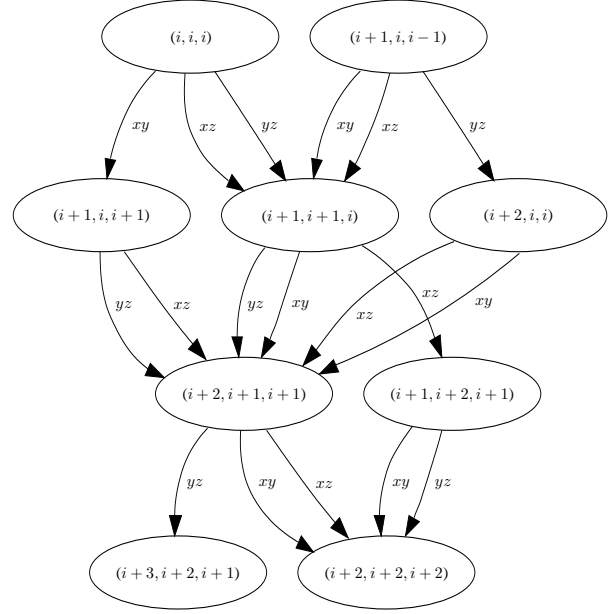 (i, i, i) (i+1, i, i−1)
xy xz yz xy xz yz
(i+1, i, i+1) (i+1, i+1, i) (i+2, i, i)
yz xz yz xy xz xz xy
(i+2, i+1, i+1) (i+1, i+2, i+1)
yz xy xz xy yz
(i+3, i+2, i+1) (i+2, i+2, i+2)